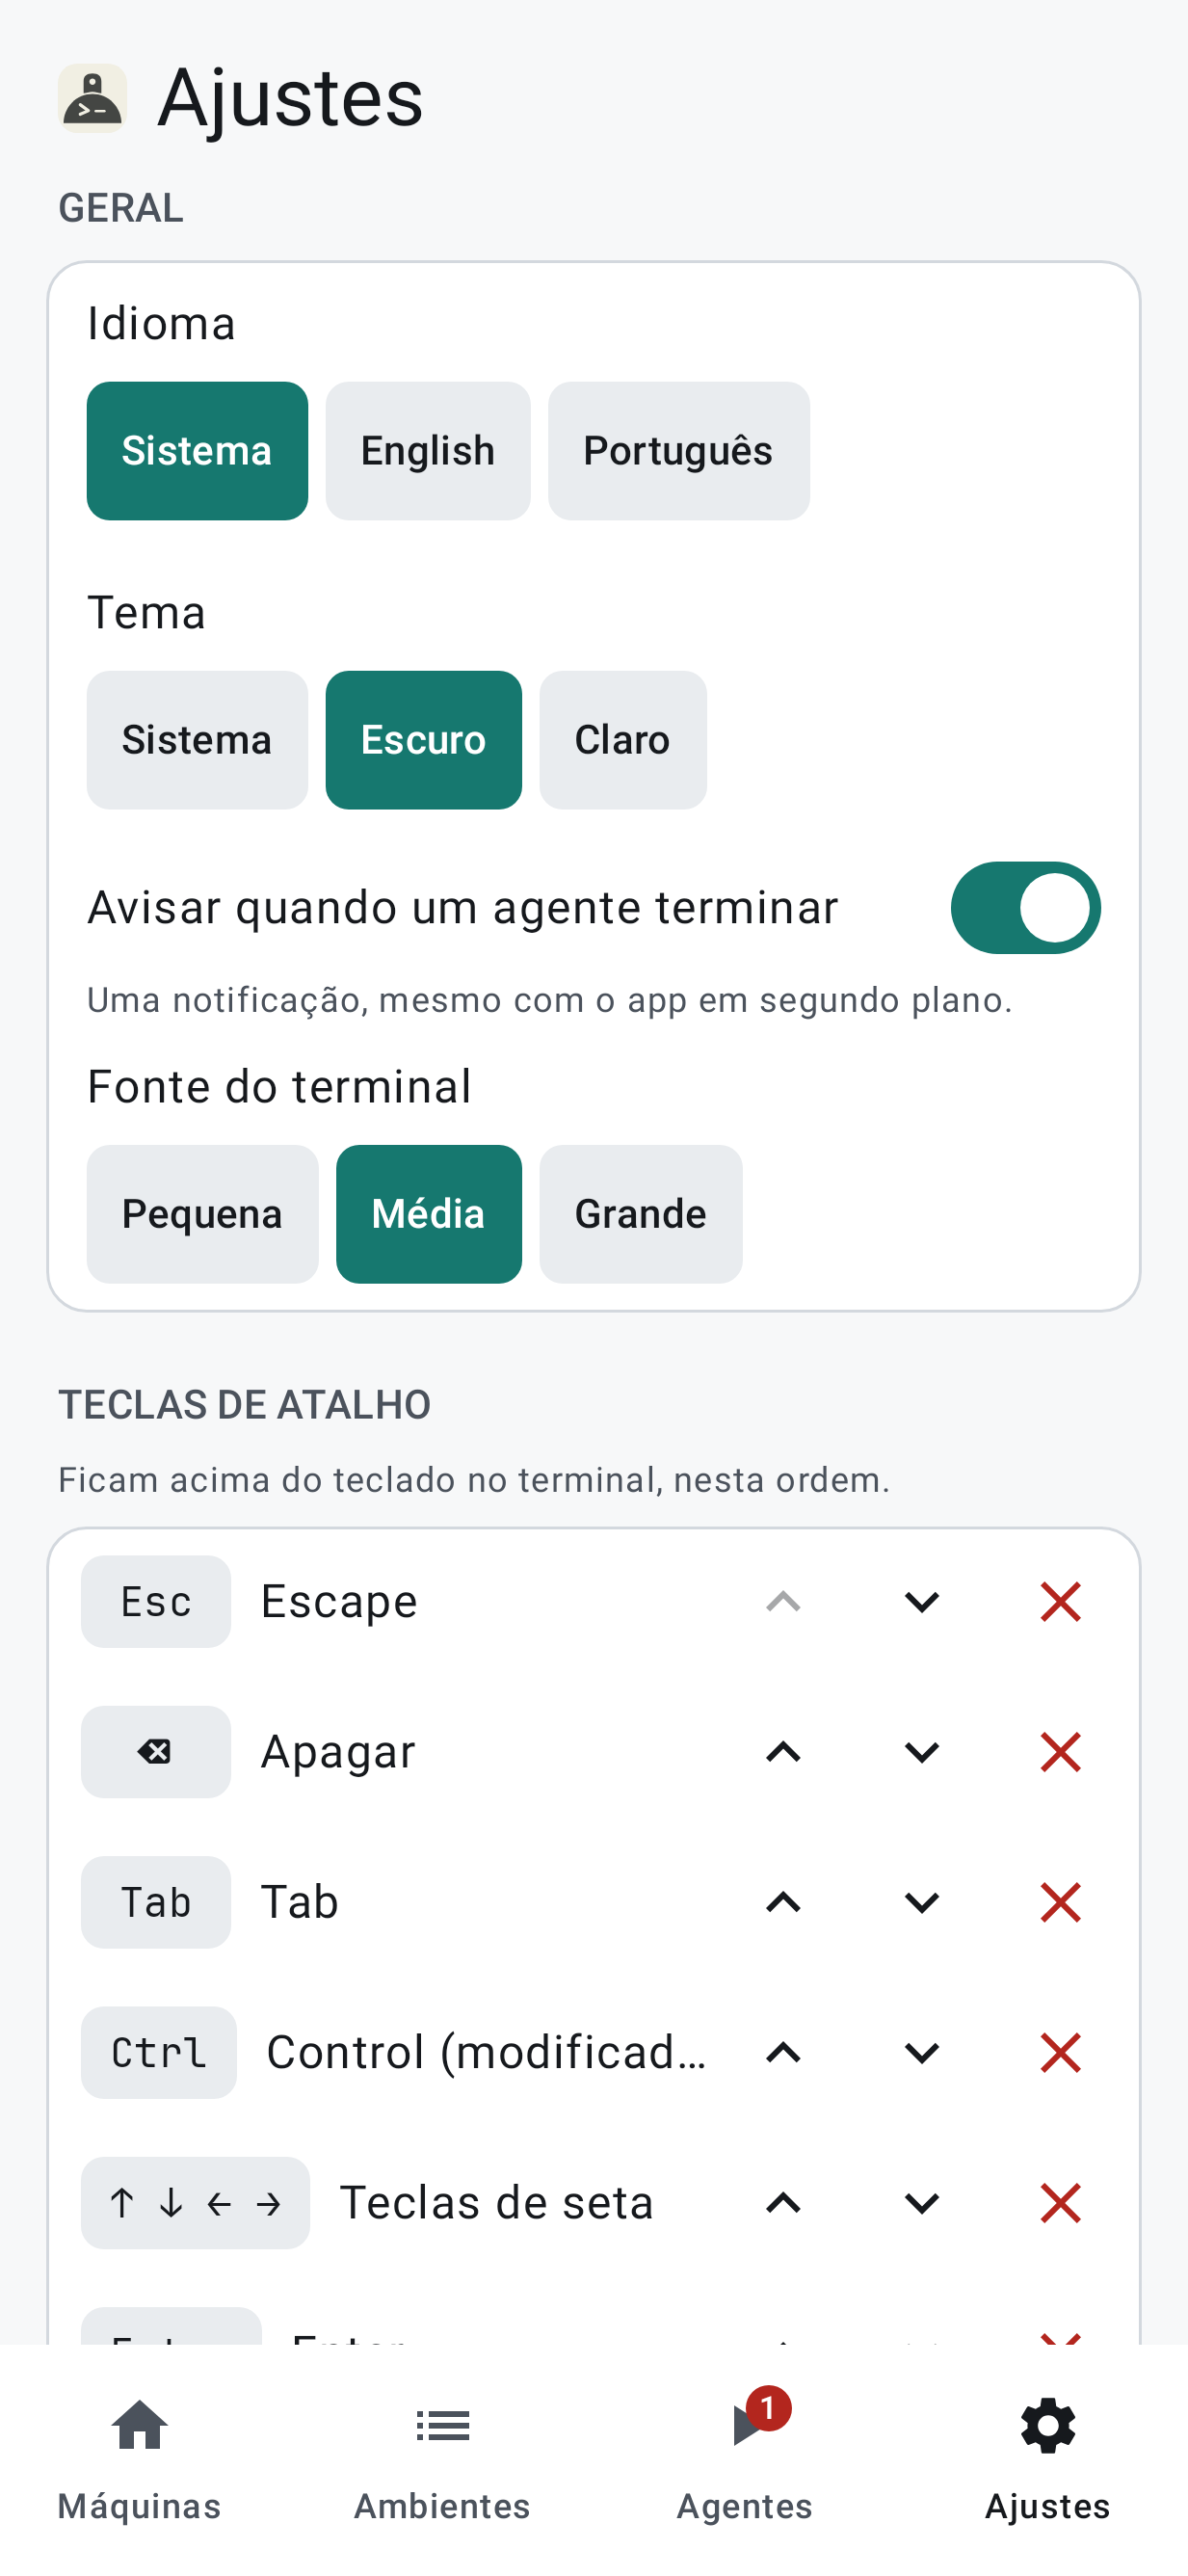 Ajustes
GERAL
Idioma
Sistema English Português
Tema
Sistema Escuro Claro
Avisar quando um agente terminar
Uma notificação, mesmo com o app em segundo plano.
Fonte do terminal
Pequena Média Grande
TECLAS DE ATALHO
Ficam acima do teclado no terminal, nesta ordem.
Esc Escape
Apagar
Tab Tab
Ctrl Control (modificad…
↑ ↓ ← → Teclas de seta
1
Máquinas Ambientes Agentes Ajustes